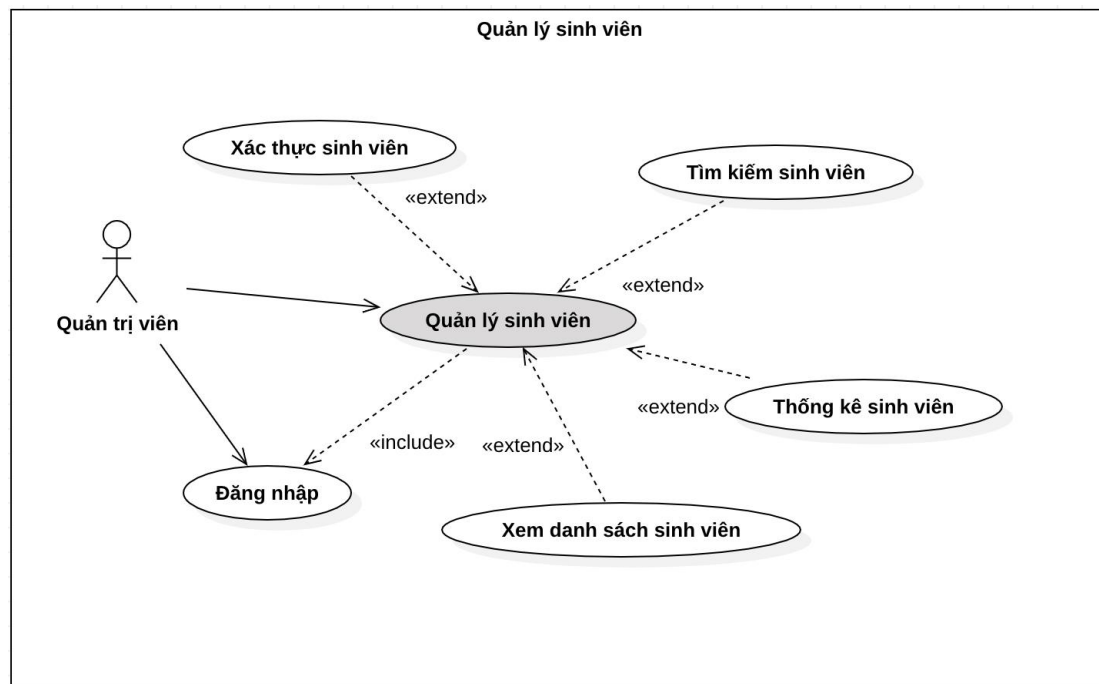 Quản lý sinh viên
Xác thực sinh viên
Tìm kiếm sinh viên
«extend»
«extend»
Quản trị viên
Quản lý sinh viên
«extend»
Thống kê sinh viên
«include»
«extend»
Đăng nhập
Xem danh sách sinh viên